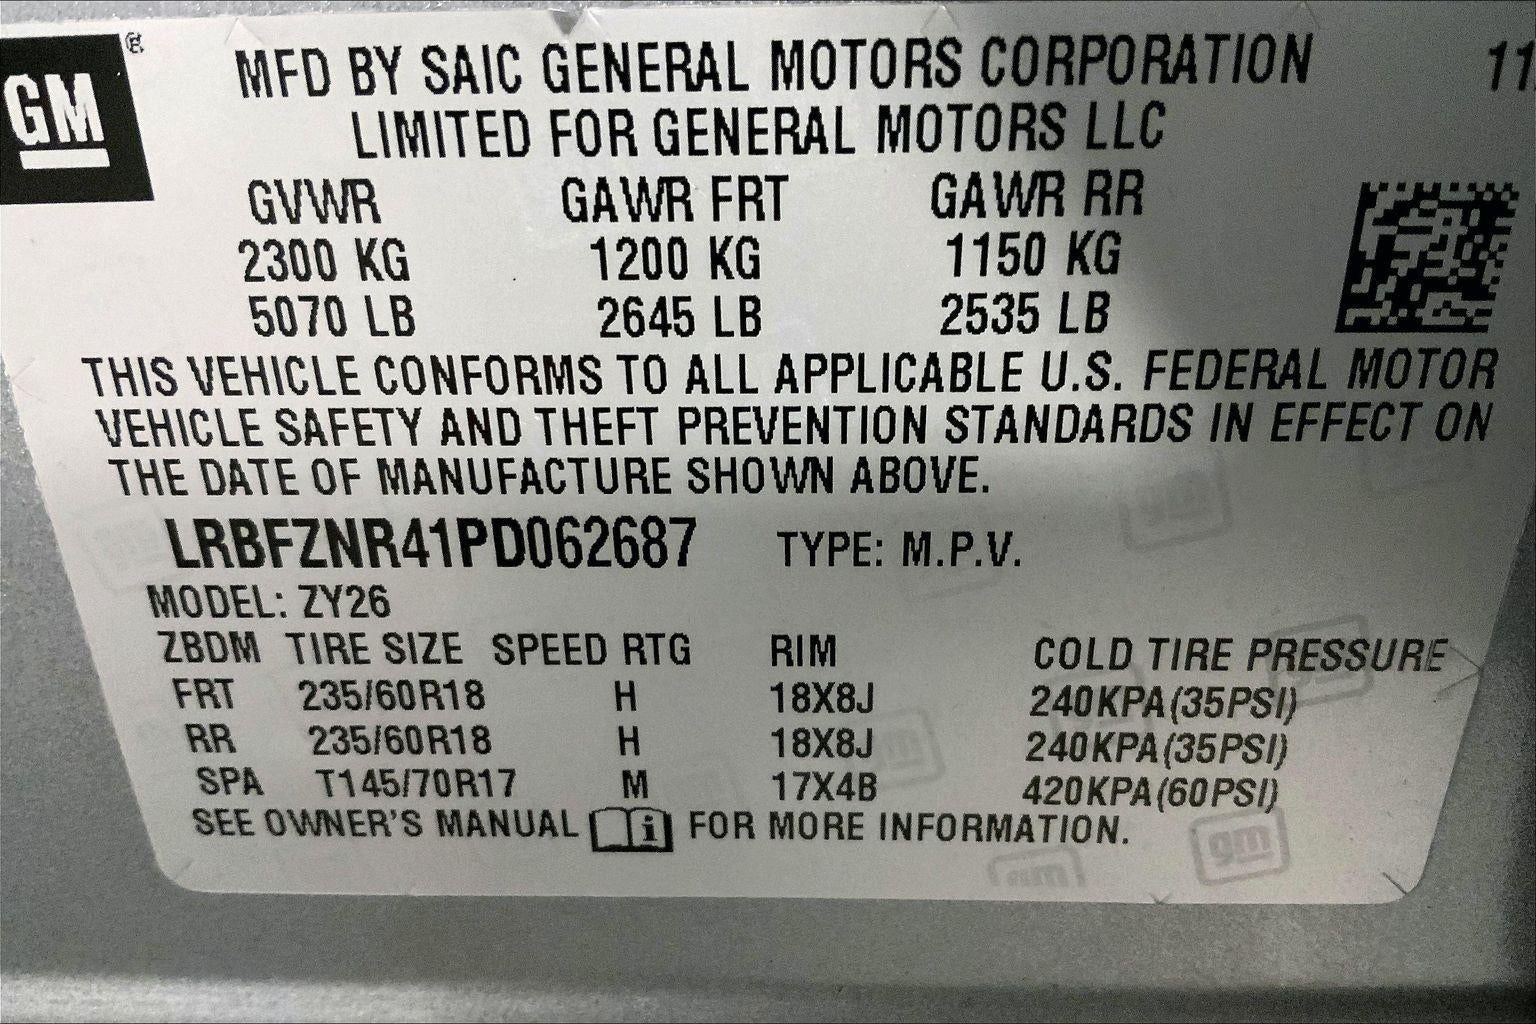 GM ®
MFD BY SAIC GENERAL MOTORS CORPORATION 11
LIMITED FOR GENERAL MOTORS LLC
GVWR GAWR FRT GAWR RR
2300 KG 1200 KG 1150 KG
5070 LB 2645 LB 2535 LB
THIS VEHICLE CONFORMS TO ALL APPLICABLE U.S. FEDERAL MOTOR
VEHICLE SAFETY AND THEFT PREVENTION STANDARDS IN EFFECT ON
THE DATE OF MANUFACTURE SHOWN ABOVE.
LRBFZNR41PD062687 TYPE: M.P.V.
MODEL: ZY26
ZBDM TIRE SIZE SPEED RTG RIM COLD TIRE PRESSURE
FRT 235/60R18 H 18X8J 240KPA(35PSI)
RR 235/60R18 H 18X8J 240KPA(35PSI)
SPA T145/70R17 M 17X4B 420KPA(60PSI)
SEE OWNER'S MANUAL i FOR MORE INFORMATION.
gm
gm